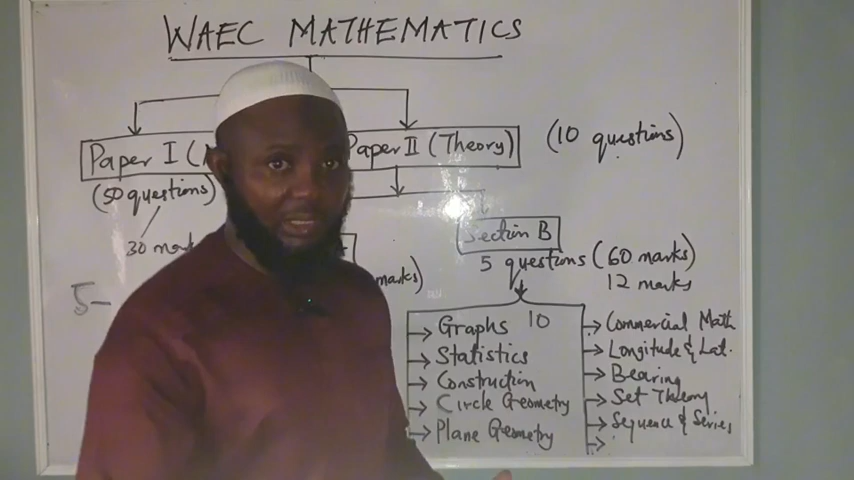 WAEC MATHEMATICS
Paper I (
Paper II (Theory)
(10 questions)
(50 questions)
30
Section B
5 questions (60 marks)
12 marks
marks)
5-
10
Graphs
Statistics
Construction
Circle Geometry
Plane Geometry
Commercial Math
Longitude & Lat.
Bearing
Set Theory
Sequence & Series